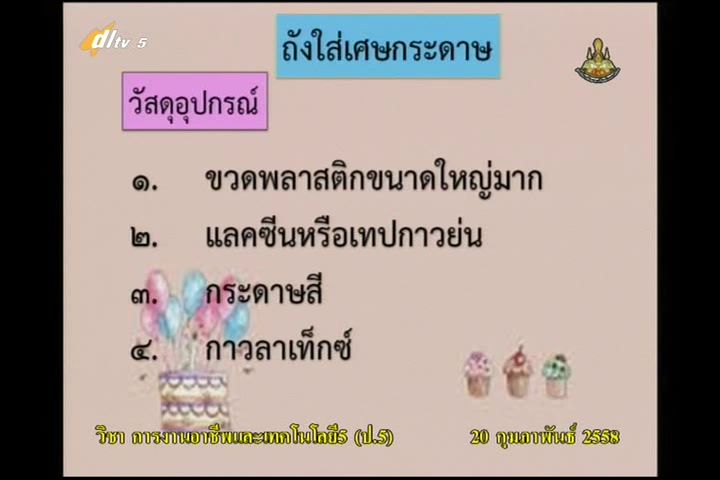 dltv 5
ถังใส่เศษกระดาษ
วัสดุอุปกรณ์
๑. ขวดพลาสติกขนาดใหญ่มาก
๒. แลคซีนหรือเทปกาวย่น
๓. กระดาษสี
๔. กาวลาเท็กซ์
วิชา การงานอาชีพและเทคโนโลยี5 (ป.5) 20 กุมภาพันธ์ 2558